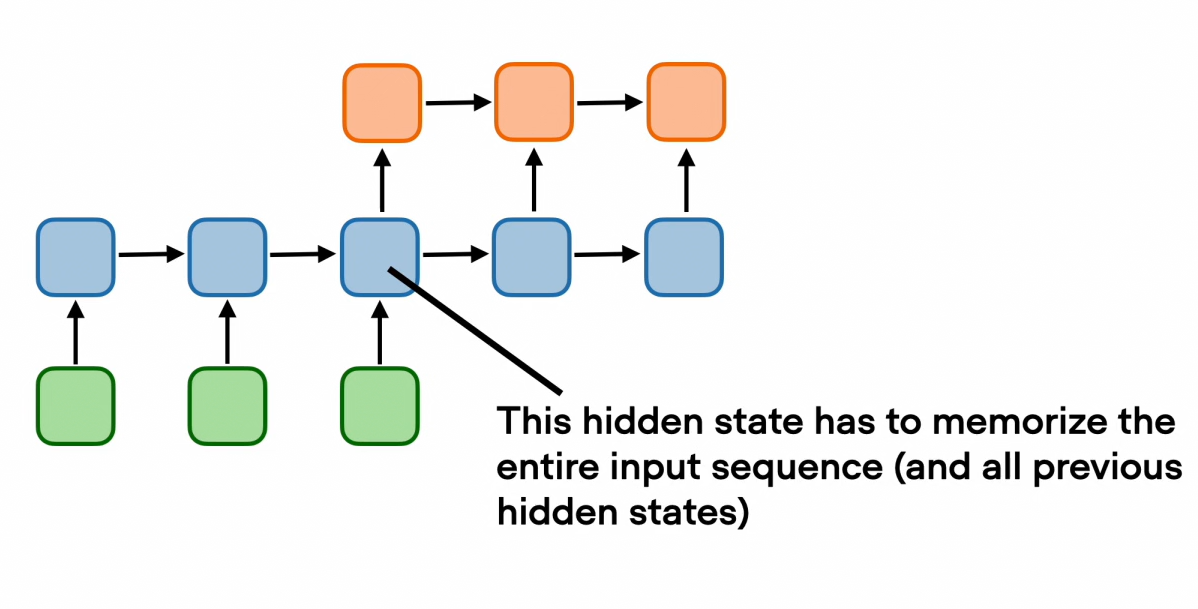 This hidden state has to memorize the
entire input sequence (and all previous
hidden states)